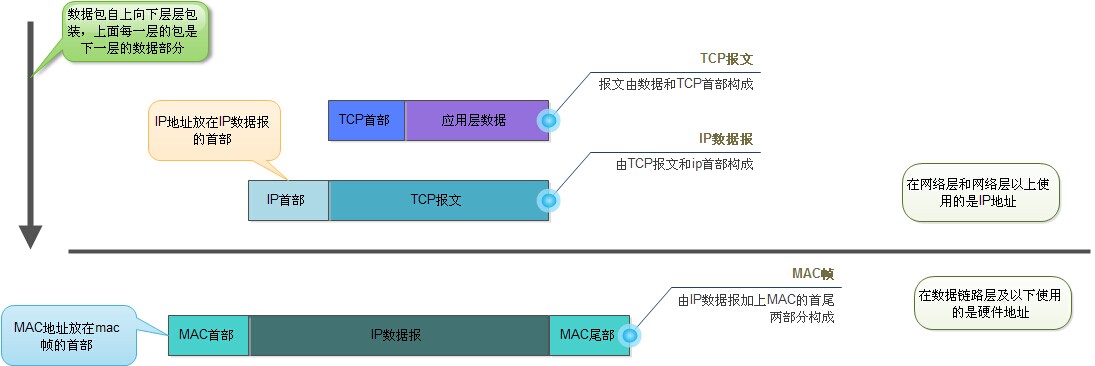 数据包自上向下层层包
装，上面每一层的包是
下一层的数据部分
TCP报文
报文由数据和TCP首部构成
TCP首部
应用层数据
IP地址放在IP数据报
的首部
IP数据报
由TCP报文和ip首部构成
IP首部
TCP报文
在网络层和网络层以上使
用的是IP地址
MAC帧
由IP数据报加上MAC的首尾
两部分构成
在数据链路层及以下使用
的是硬件地址
MAC地址放在mac
帧的首部
MAC首部
IP数据报
MAC尾部